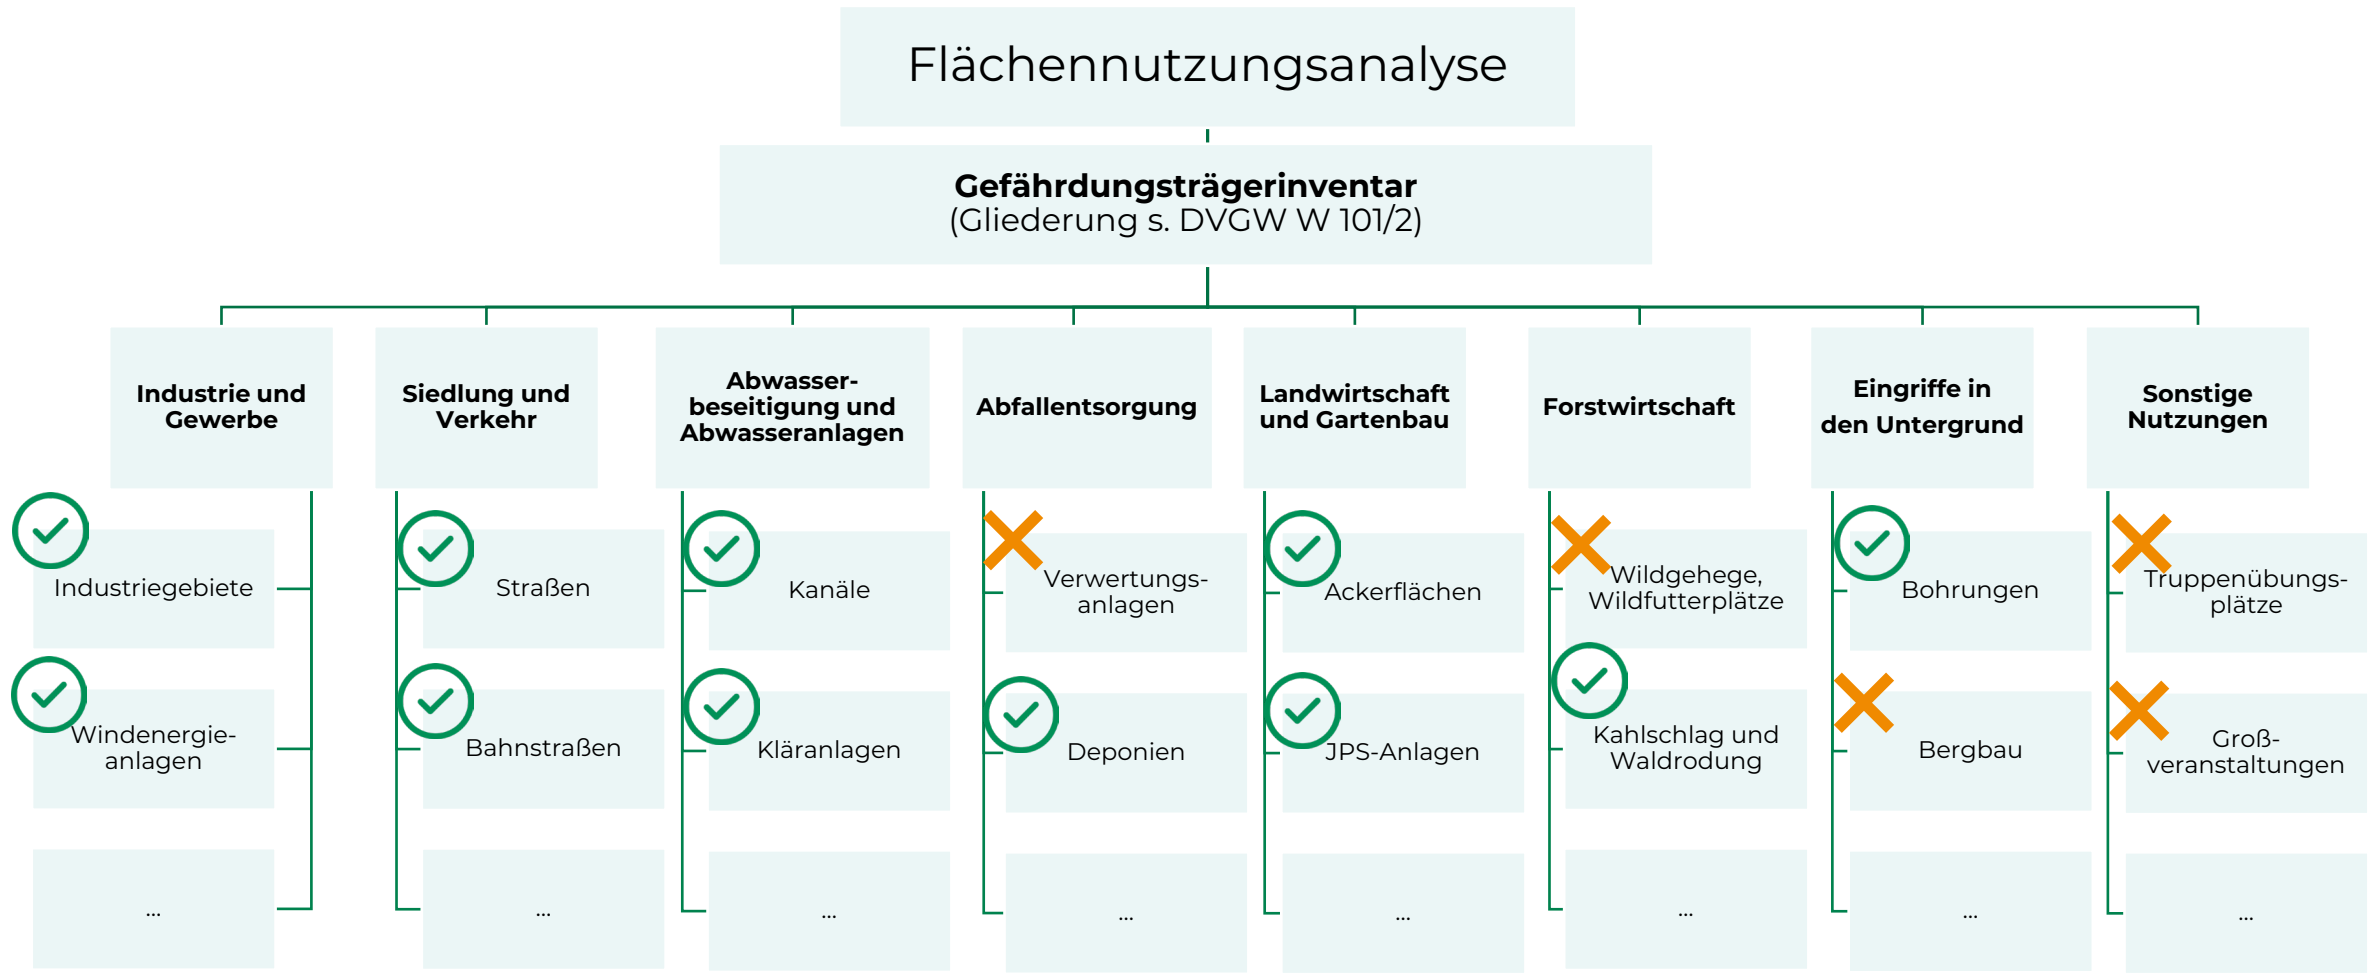 Flächennutzungsanalyse
Gefährdungsträgerinventar
(Gliederung s. DVGW W 101/2)
Industrie und
Gewerbe
Siedlung und
Verkehr
Abwasser-
beseitigung und
Abwasseranlagen
Abfallentsorgung
Landwirtschaft
und Gartenbau
Forstwirtschaft
Eingriffe in
den Untergrund
Sonstige
Nutzungen
Industriegebiete
Straßen
Kanäle
Verwertungs-
anlagen
Ackerflächen
Wildgehege,
Wildfutterplätze
Bohrungen
Truppenübungs-
plätze
Windenergie-
anlagen
Bahnstraßen
Kläranlagen
Deponien
JPS-Anlagen
Kahlschlag und
Waldrodung
Bergbau
Groß-
veranstaltungen
...
...
...
...
...
...
...
...